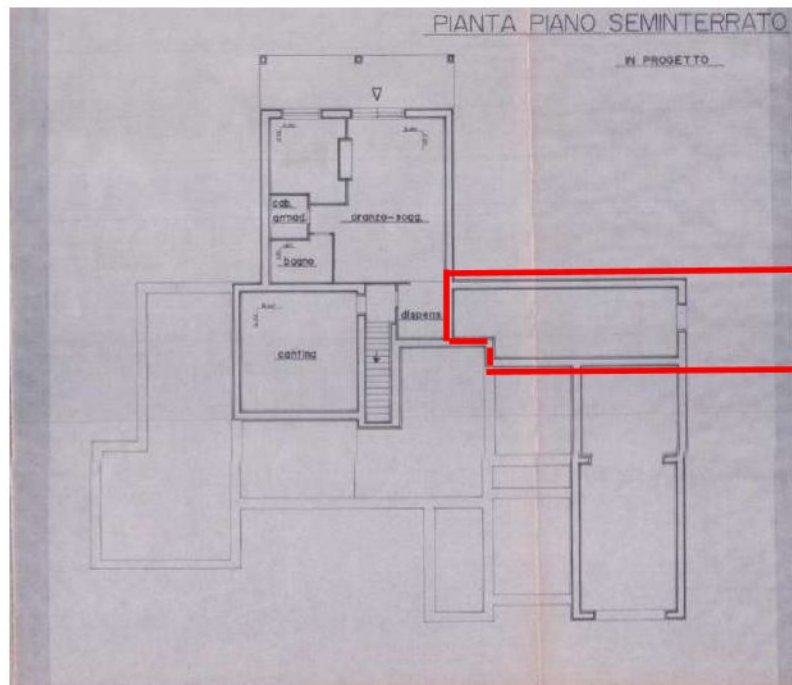 PIANTA PIANO SEMINTERRATO
IN PROGETTO
cab.
armad.
pranzo-sogg.
bagno
dispens.
cantina